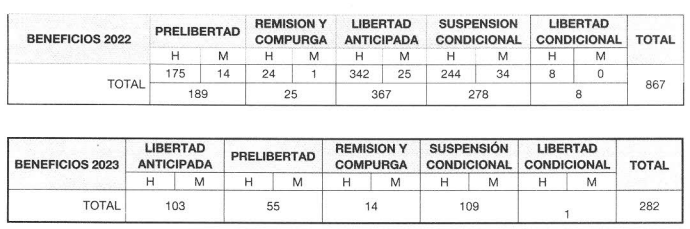 BENEFICIOS 2022 PRELIBERTAD REMISION Y COMPURGA LIBERTAD ANTICIPADA SUSPENSION CONDICIONAL LIBERTAD CONDICIONAL TOTAL
H M H M H M H M H M
TOTAL 175 14 24 1 342 25 244 34 8 0 867
189 25 367 278 8
BENEFICIOS 2023 LIBERTAD ANTICIPADA PRELIBERTAD REMISION Y COMPURGA SUSPENSIÓN CONDICIONAL LIBERTAD CONDICIONAL TOTAL
H M H M H M H M H M
TOTAL 103 55 14 109 1 282